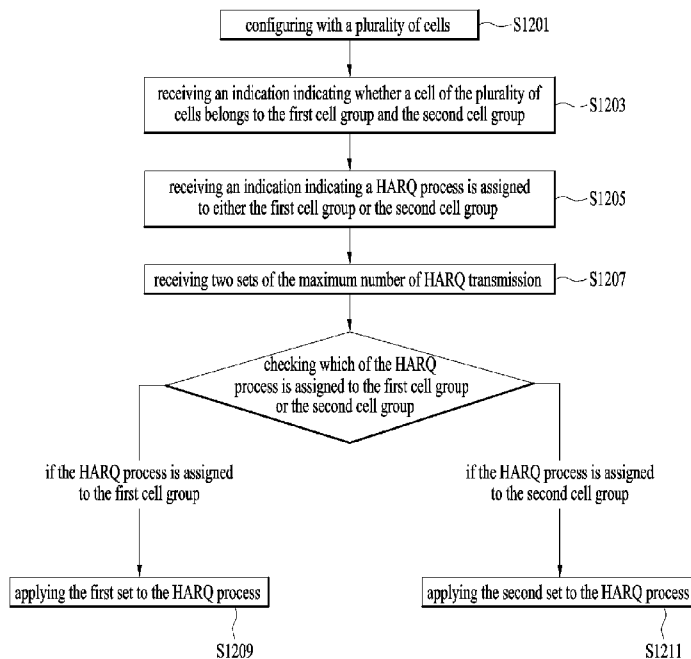 configuring with a plurality of cells
S1201
receiving an indication indicating whether a cell of the plurality of
cells belongs to the first cell group and the second cell group
S1203
receiving an indication indicating a HARQ process is assigned
to either the first cell group or the second cell group
S1205
receiving two sets of the maximum number of HARQ transmission
S1207
checking which of the HARQ
process is assigned to the first cell group
or the second cell group
if the HARQ process is assigned
to the first cell group
if the HARQ process is assigned
to the second cell group
applying the first set to the HARQ process
applying the second set to the HARQ process
S1209
S1211